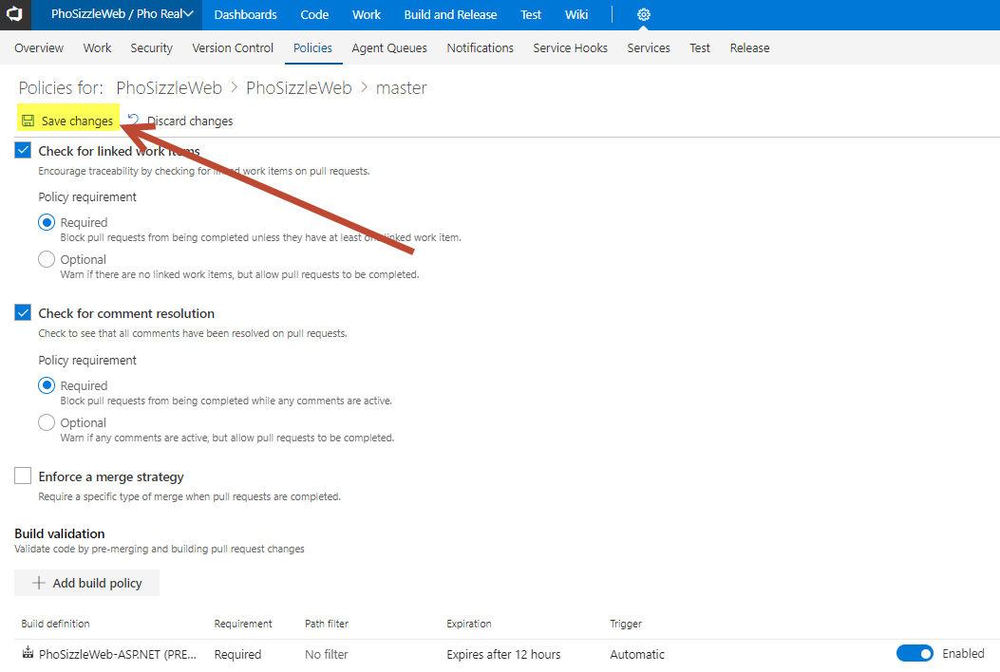 PhoSizzleWeb / Pho Real Dashboards Code Work Build and Release Test Wiki
Overview Work Security Version Control Policies Agent Queues Notifications Service Hooks Services Test Release
Policies for: PhoSizzleWeb > PhoSizzleWeb > master
Save changes Discard changes
Check for linked work items
Encourage traceability by checking for linked work items on pull requests.
Policy requirement
Required
Block pull requests from being completed unless they have at least one linked work item.
Optional
Warn if there are no linked work items, but allow pull requests to be completed.
Check for comment resolution
Check to see that all comments have been resolved on pull requests.
Policy requirement
Required
Block pull requests from being completed while any comments are active.
Optional
Warn if any comments are active, but allow pull requests to be completed.
Enforce a merge strategy
Require a specific type of merge when pull requests are completed.
Build validation
Validate code by pre-merging and building pull request changes
Add build policy
Build definition Requirement Path filter Expiration Trigger
PhoSizzleWeb-ASP.NET (PRE... Required No filter Expires after 12 hours Automatic Enabled